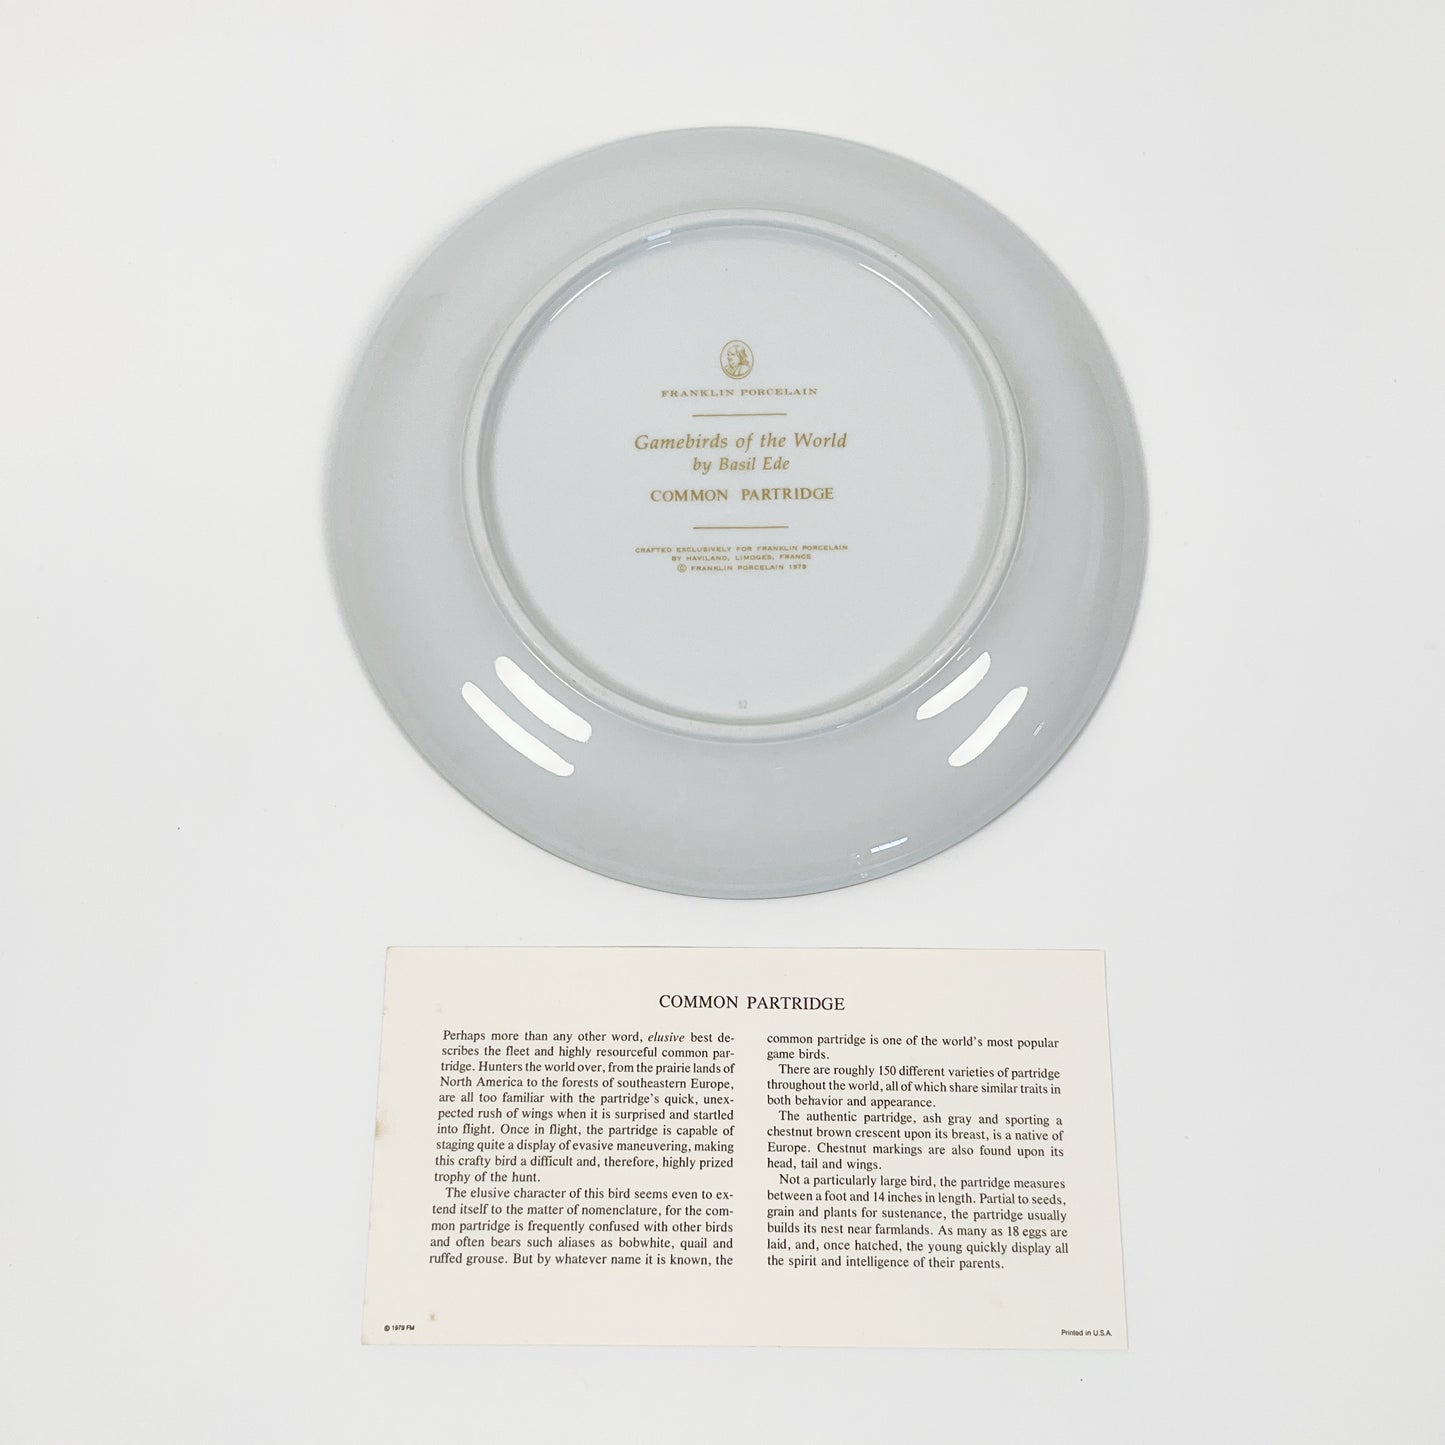 FRANKLIN PORCELAIN
Gamebirds of the World
by Basil Ede
COMMON PARTRIDGE
CRAFTED EXCLUSIVELY FOR FRANKLIN PORCELAIN
BY HAVILAND, LIMOGES, FRANCE
© FRANKLIN PORCELAIN 1979
COMMON PARTRIDGE
Perhaps more than any other word, elusive best de-
scribes the fleet and highly resourceful common par-
tridge. Hunters the world over, from the prairie lands of
North America to the forests of southeastern Europe,
are all too familiar with the partridge's quick, unex-
pected rush of wings when it is surprised and startled
into flight. Once in flight, the partridge is capable of
staging quite a display of evasive maneuvering, making
this crafty bird a difficult and, therefore, highly prized
trophy of the hunt.
The elusive character of this bird seems even to ex-
tend itself to the matter of nomenclature, for the com-
mon partridge is frequently confused with other birds
and often bears such aliases as bobwhite, quail and
ruffed grouse. But by whatever name it is known, the
common partridge is one of the world's most popular
game birds.
There are roughly 150 different varieties of partridge
throughout the world, all of which share similar traits in
both behavior and appearance.
The authentic partridge, ash gray and sporting a
chestnut brown crescent upon its breast, is a native of
Europe. Chestnut markings are also found upon its
head, tail and wings.
Not a particularly large bird, the partridge measures
between a foot and 14 inches in length. Partial to seeds,
grain and plants for sustenance, the partridge usually
builds its nest near farmlands. As many as 18 eggs are
laid, and, once hatched, the young quickly display all
the spirit and intelligence of their parents.
© 1979 FM
Printed in U.S.A.